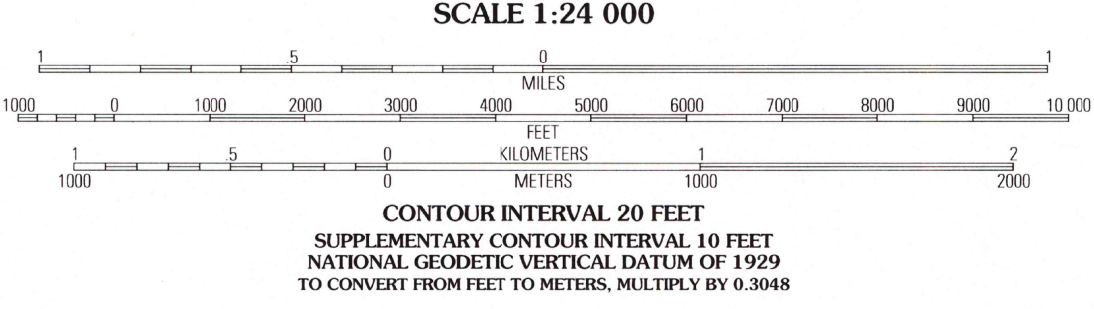 SCALE 1:24 000
1 .5 0 1
MILES
1000 0 1000 2000 3000 4000 5000 6000 7000 8000 9000 10 000
FEET
1 .5 0 KILOMETERS 1 2
1000 0 METERS 1000 2000
CONTOUR INTERVAL 20 FEET
SUPPLEMENTARY CONTOUR INTERVAL 10 FEET
NATIONAL GEODETIC VERTICAL DATUM OF 1929
TO CONVERT FROM FEET TO METERS, MULTIPLY BY 0.3048